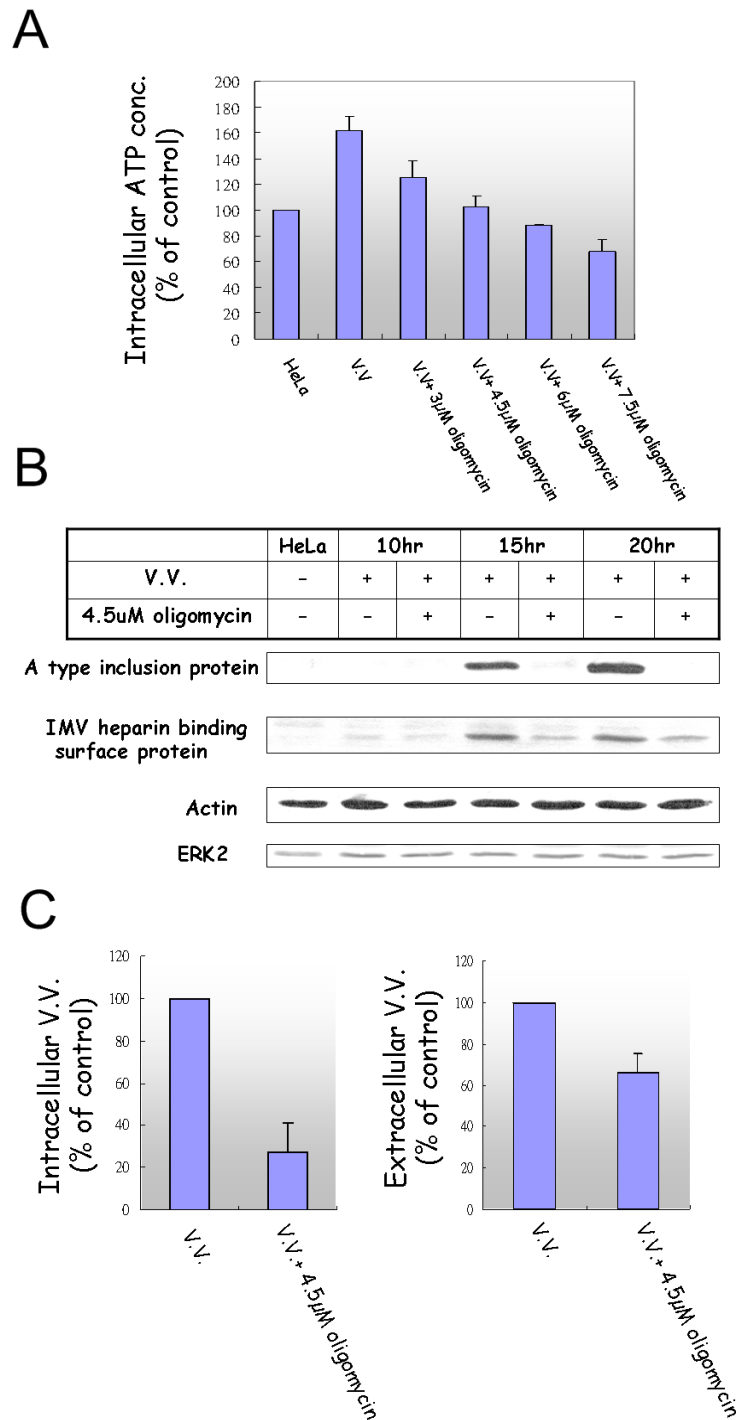 A
Intracellular ATP conc.
(% of control)
200
180
160
140
120
100
80
60
40
20
0
HeLa
V.V
V.V+ 3µM oligomycin
V.V+ 4.5µM oligomycin
V.V+ 6µM oligomycin
V.V+ 7.5µM oligomycin
B
HeLa 10hr 15hr 20hr
V.V. - + + + + + +
4.5uM oligomycin - - + - + - +
A type inclusion protein
IMV heparin binding
surface protein
Actin
ERK2
C
Intracellular V.V.
(% of control)
120
100
80
60
40
20
0
V.V.
V.V.+ 4.5µM oligomycin
Extracellular V.V.
(% of control)
120
100
80
60
40
20
0
V.V.
V.V.+ 4.5µM oligomycin